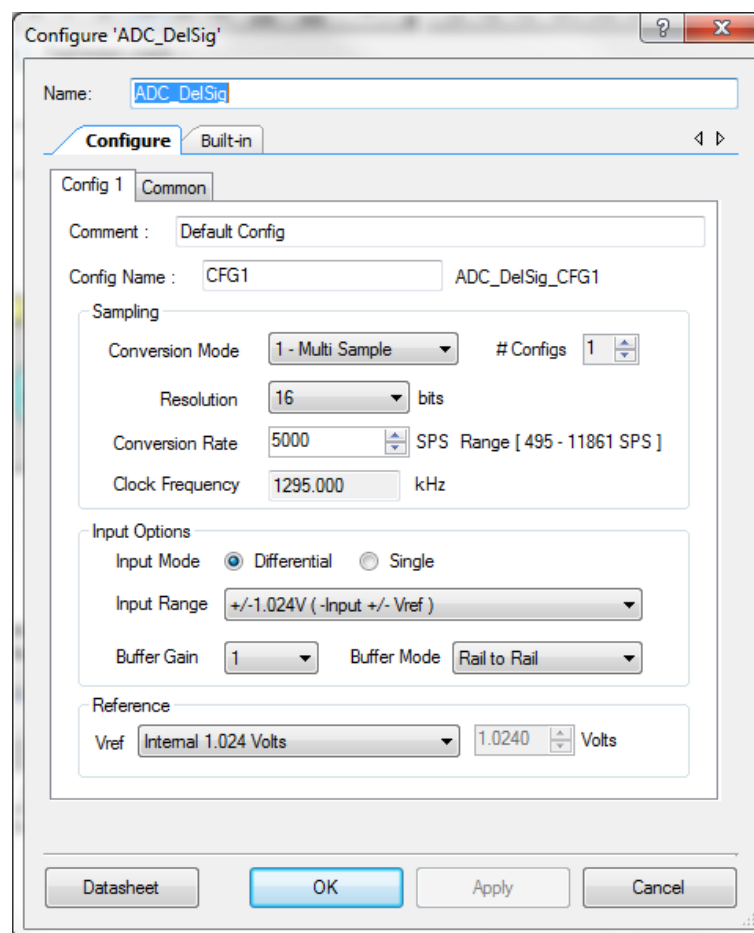 Configure 'ADC_DelSig'
Name: ADC_DelSig
Configure Built-in
Config 1 Common
Comment : Default Config
Config Name : CFG1 ADC_DelSig_CFG1
Sampling
Conversion Mode 1 - Multi Sample # Configs 1
Resolution 16 bits
Conversion Rate 5000 SPS Range [ 495 - 11861 SPS ]
Clock Frequency 1295.000 kHz
Input Options
Input Mode Differential Single
Input Range +/-1.024V ( -Input +/- Vref )
Buffer Gain 1 Buffer Mode Rail to Rail
Reference
Vref Internal 1.024 Volts 1.0240 Volts
Datasheet OK Apply Cancel